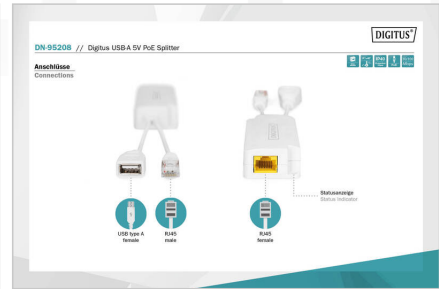 DIGITUS®
DN-95208 // Digitus USB-A 5V PoE Splitter
Anschlüsse
Connections
IP40
Statusanzeige
Status indicator
USB type A
female
RJ45
male
RJ45
female